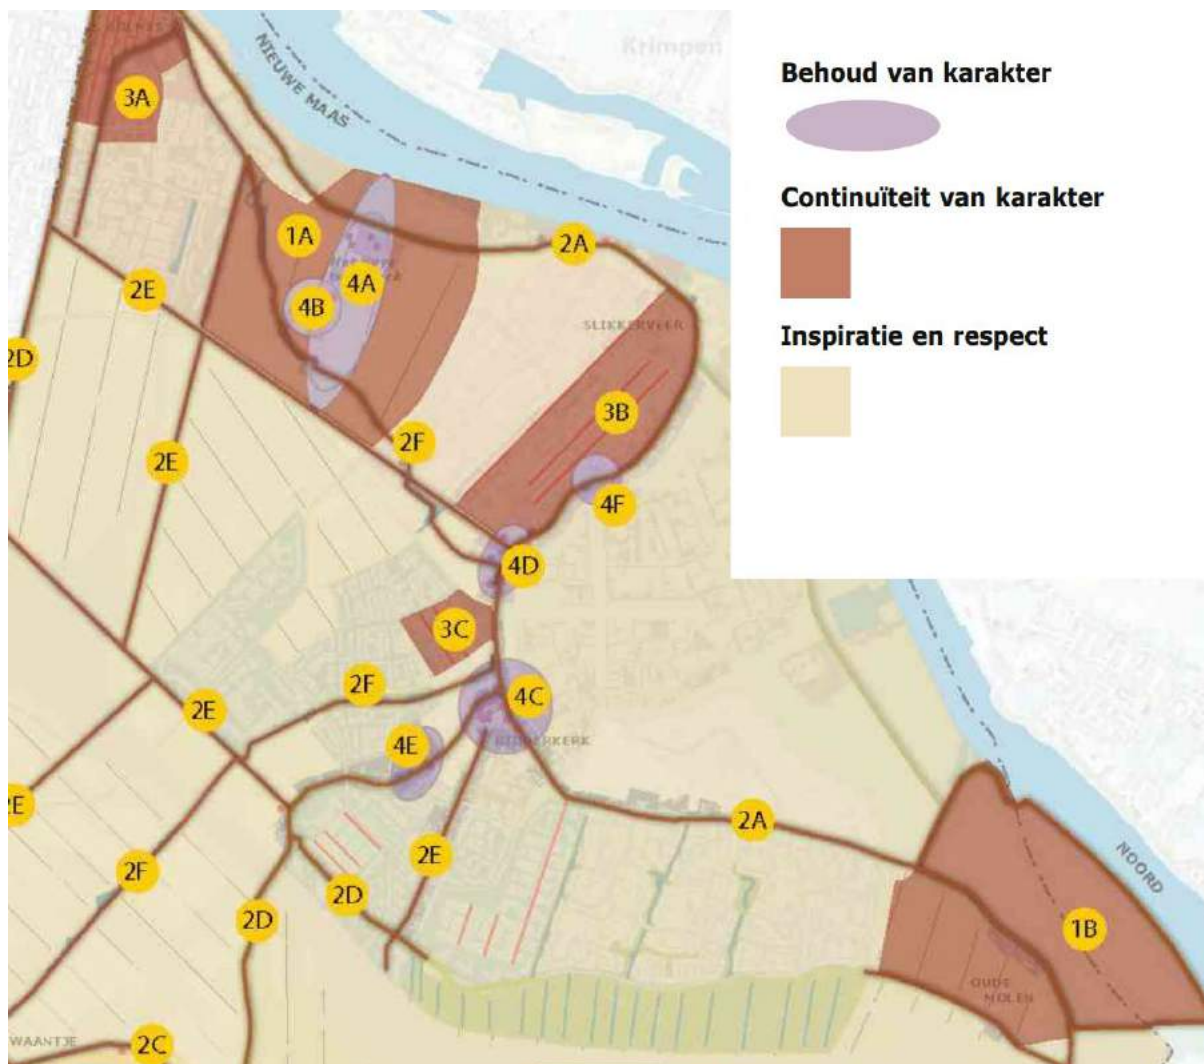 Krimpen
NIEUWE MAAS
Behoud van karakter
3A
Continuïteit van karakter
1A
2A
4A
2E
4B
SLIKKERVEER
Inspiratie en respect
2D
3B
2F
2E
4F
4D
3C
2F
4C
2E
4E
2E
2A
2E
NOORD
2F
2D
2D
1B
OUDE
MOLEN
WAANTJE
2C